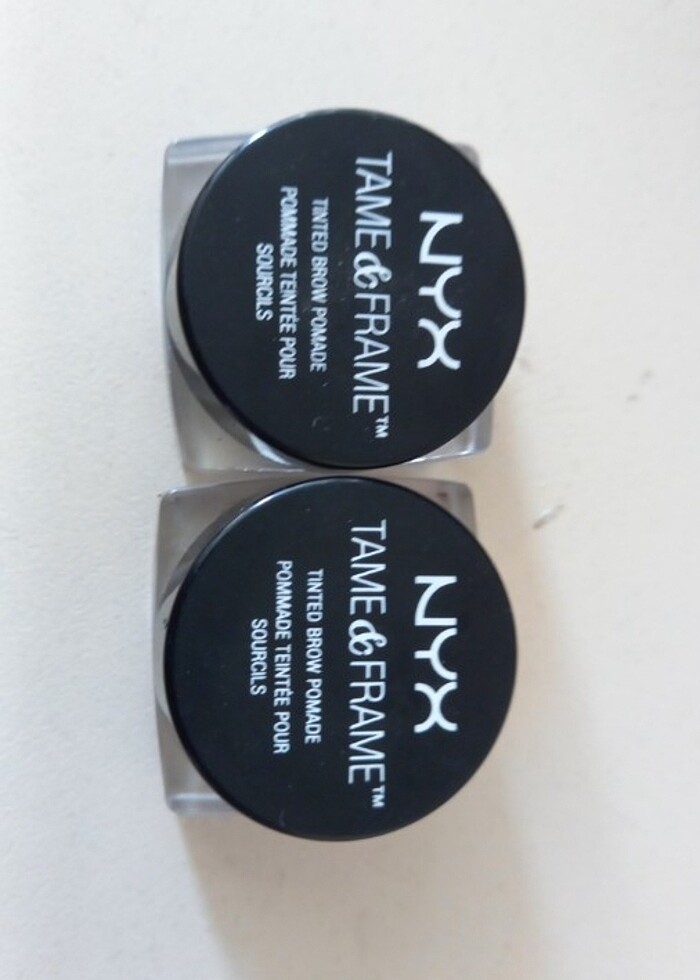 NYX
TAME & FRAME™
TINTED BROW POMADE
POMMADE TEINTÉE POUR
SOURCILS
NYX
TAME & FRAME™
TINTED BROW POMADE
POMMADE TEINTÉE POUR
SOURCILS